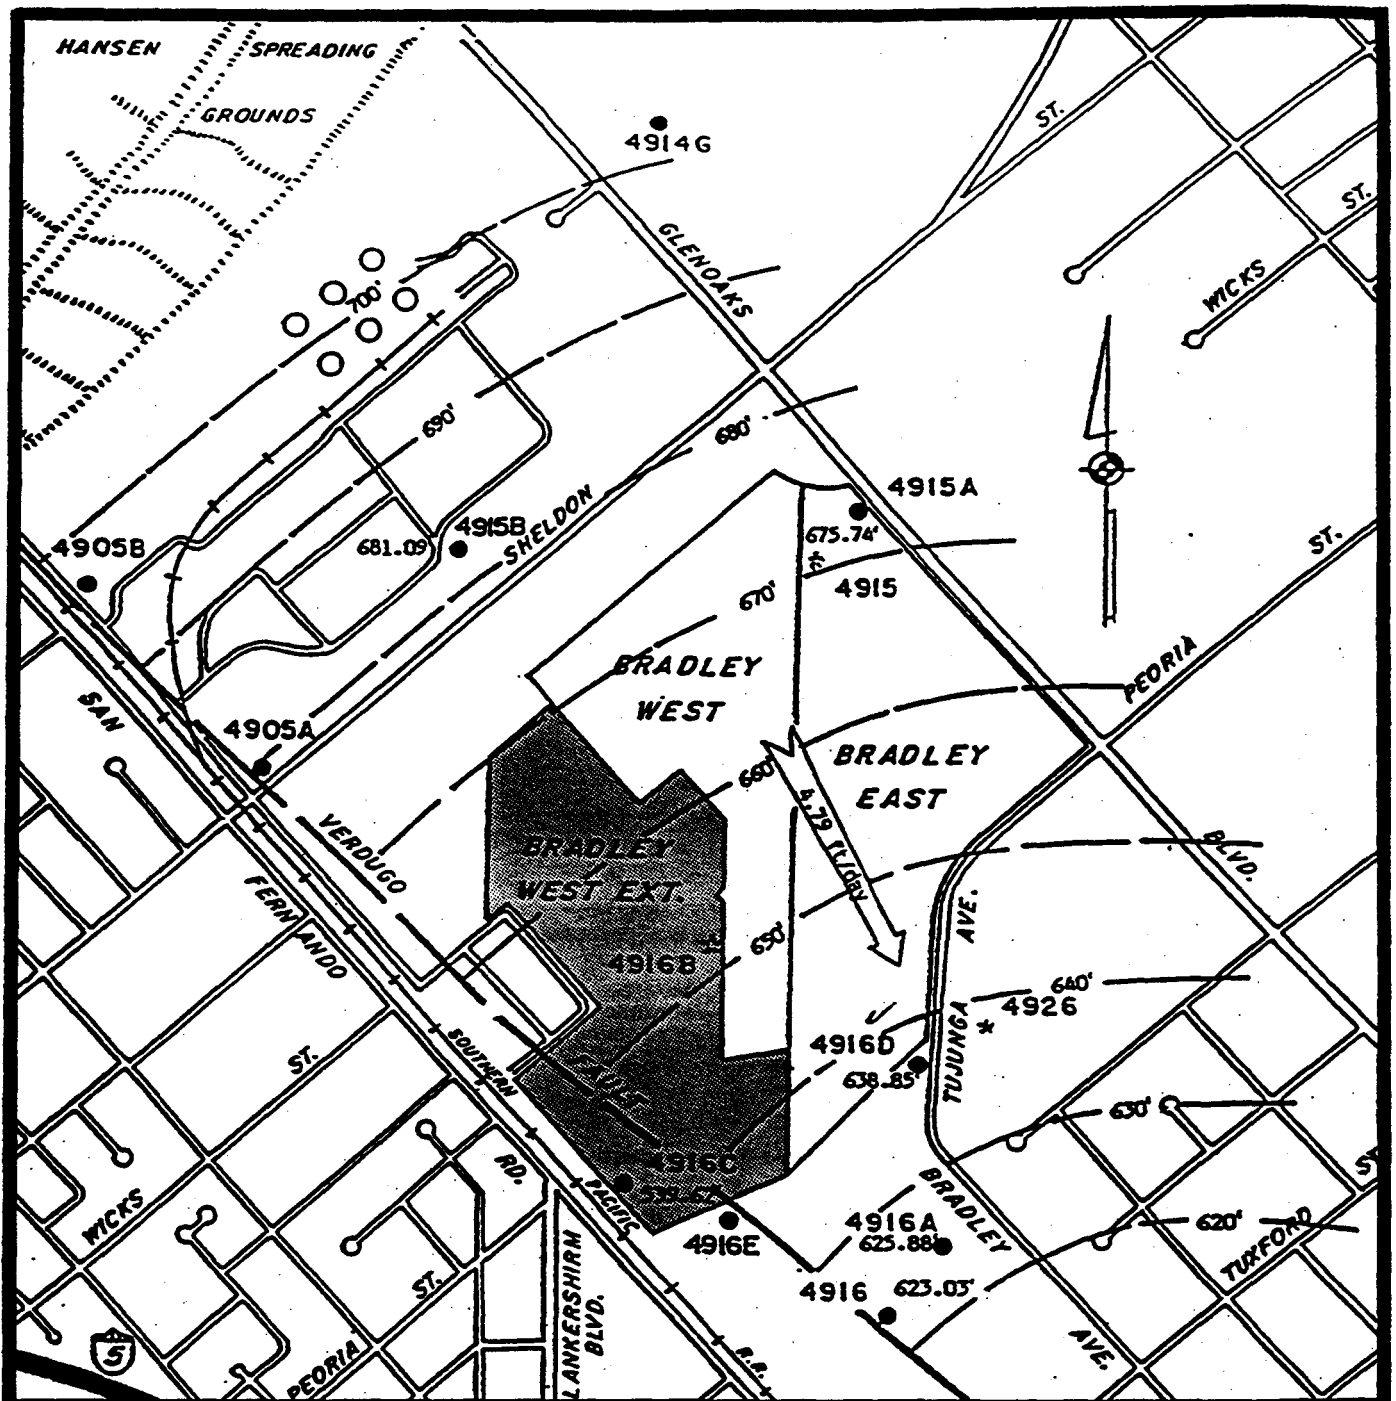 HANSEN SPREADING
GROUNDS
4914G
ST.
ST.
WICKS
GLENOAKS
700'
690'
680'
4915A
675.74'
4915B
681.09
SHELDON
4905B
4915
670'
ST.
PEORIA
BRADLEY
WEST
SAN
4905A
660'
BRADLEY
EAST
4.79 ft/day
VERDUGO
BRADLEY
WEST EXT.
BLVD.
FERNANDO
AVE.
650'
4916B
640'
4926
TUJUNGA
4916D
638.85'
SOUTHERN
ST.
FAULT
630'
4916C
RD.
PACIFIC
BRADLEY
ST.
WICKS
4916A
625.88'
620'
TUXFORD
4916E
ST.
4916
623.03'
LANKERSHIRM
BLVD.
5
PEORIA
R.R.
AVE.